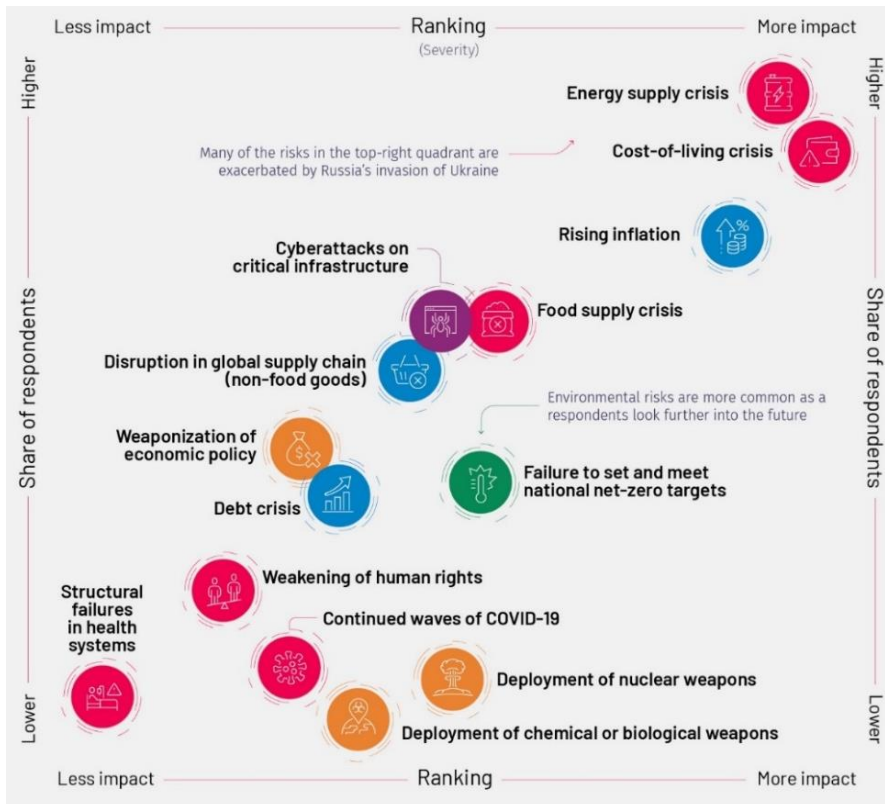 Less impact
Ranking
More impact
(Severity)
Higher
Higher
Energy supply crisis
Many of the risks in the top-right quadrant are
exacerbated by Russia's invasion of Ukraine
Cost-of-living crisis
Rising inflation
%
Cyberattacks on
critical infrastructure
Food supply crisis
Share of respondents
Share of respondents
Disruption in global supply chain
(non-food goods)
Environmental risks are more common as a
respondents look further into the future
Weaponization of
economic policy
$
Failure to set and meet
national net-zero targets
Debt crisis
Weakening of human rights
Structural
failures
in health
systems
Continued waves of COVID-19
Deployment of nuclear weapons
Deployment of chemical or biological weapons
Lower
Lower
Less impact
Ranking
More impact